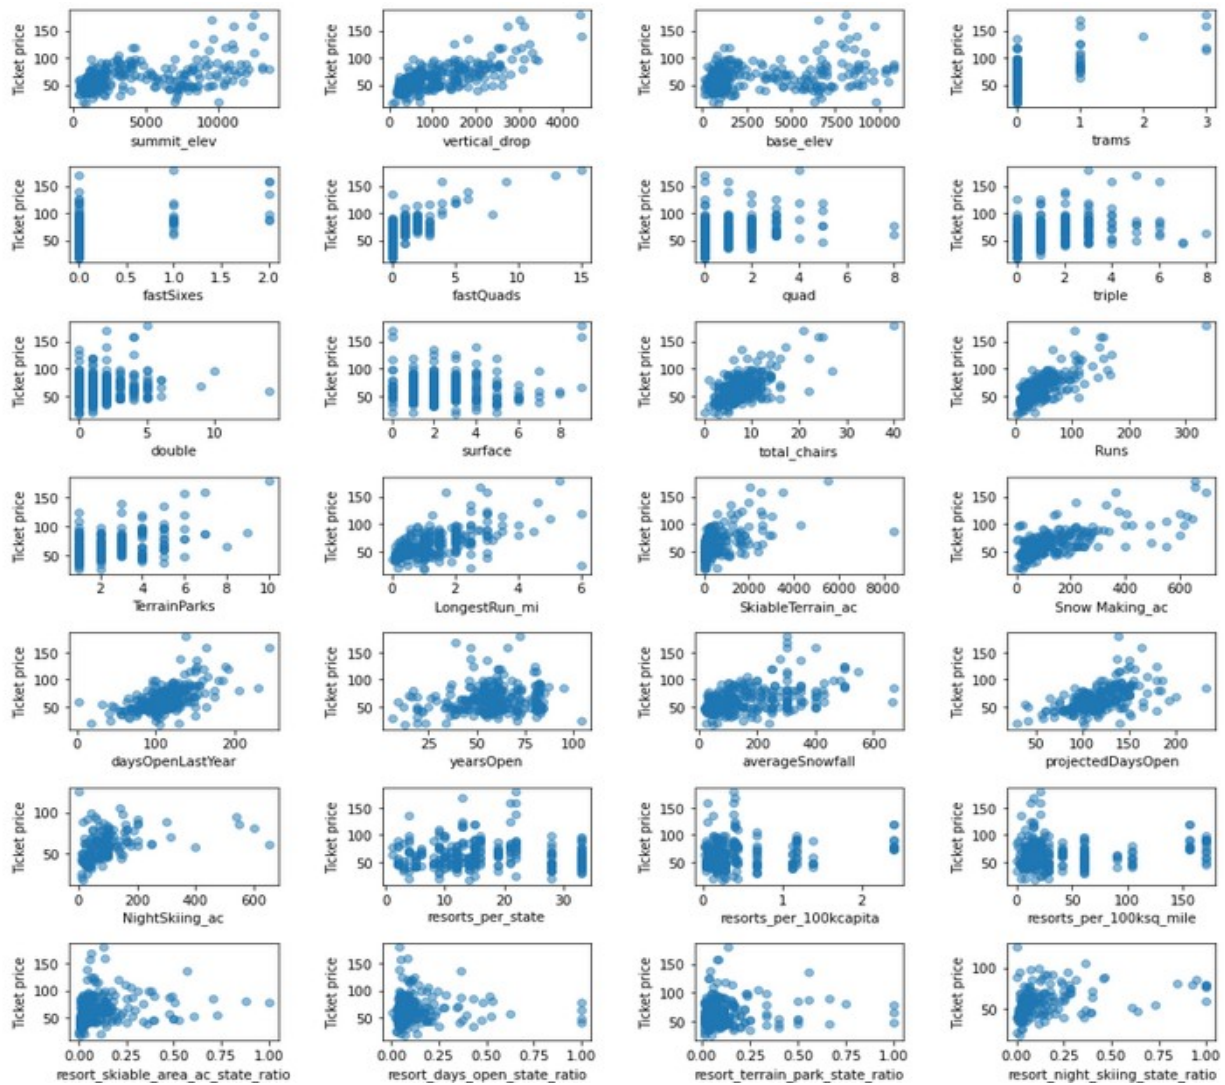 Ticket price
150
100
50
0 5000 10000
summit_elev
Ticket price
150
100
50
0 1000 2000 3000 4000
vertical_drop
Ticket price
150
100
50
0 2500 5000 7500 10000
base_elev
Ticket price
150
100
50
0 1 2 3
trams
Ticket price
150
100
50
0.0 0.5 1.0 1.5 2.0
fastSixes
Ticket price
150
100
50
0 5 10 15
fastQuads
Ticket price
150
100
50
0 2 4 6 8
quad
Ticket price
150
100
50
0 2 4 6 8
triple
Ticket price
150
100
50
0 5 10
double
Ticket price
150
100
50
0 2 4 6 8
surface
Ticket price
150
100
50
0 10 20 30 40
total_chairs
Ticket price
150
100
50
0 100 200 300
Runs
Ticket price
150
100
50
2 4 6 8 10
TerrainParks
Ticket price
150
100
50
0 2 4 6
LongestRun_mi
Ticket price
150
100
50
0 2000 4000 6000 8000
SkiableTerrain_ac
Ticket price
150
100
50
0 200 400 600
Snow Making_ac
Ticket price
150
100
50
0 100 200
daysOpenLastYear
Ticket price
150
100
50
25 50 75 100
yearsOpen
Ticket price
150
100
50
0 200 400 600
averageSnowfall
Ticket price
150
100
50
50 100 150 200
projectedDaysOpen
Ticket price
100
50
0 200 400 600
NightSkiing_ac
Ticket price
150
100
50
0 10 20 30
resorts_per_state
Ticket price
150
100
50
0 1 2
resorts_per_100kcapita
Ticket price
150
100
50
0 50 100 150
resorts_per_100ksq_mile
Ticket price
150
100
50
0.00 0.25 0.50 0.75 1.00
resort_skiable_area_ac_state_ratio
Ticket price
150
100
50
0.00 0.25 0.50 0.75 1.00
resort_days_open_state_ratio
Ticket price
150
100
50
0.00 0.25 0.50 0.75 1.00
resort_terrain_park_state_ratio
Ticket price
100
50
0.00 0.25 0.50 0.75 1.00
resort_night_skiing_state_ratio